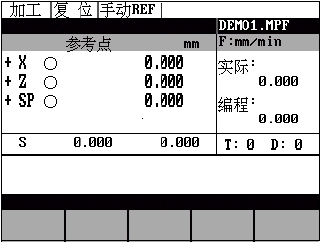 加工 复 位 手动REF
DEMO1.MPF
参考点 mm F:mm/min
+ X ○ 0.000 实际:
+ Z ○ 0.000 0.000
+ SP ○ 0.000 编程:
0.000
S 0.000 0.000 T: 0 D: 0